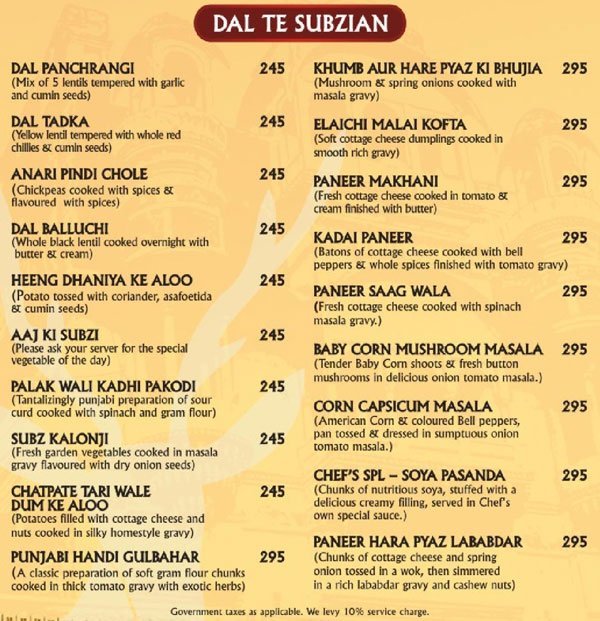 DAL TE SUBZIAN
DAL PANCHRANGI 245
(Mix of 5 lentils tempered with garlic
and cumin seeds)
DAL TADKA 245
(Yellow lentil tempered with whole red
chillies & cumin seeds)
ANARI PINDI CHOLE 245
(Chickpeas cooked with spices &
flavoured with spices)
DAL BALLUCHI 245
(Whole black lentil cooked overnight with
butter & cream)
HEENG DHANIYA KE ALOO 245
(Potato tossed with coriander, asafoetida
& cumin seeds)
AAJ KI SUBZI 245
(Please ask your server for the special
vegetable of the day)
PALAK WALI KADHI PAKODI 245
(Tantalizingly punjabi preparation of sour
curd cooked with spinach and gram flour)
SUBZ KALONJI 245
(Fresh garden vegetables cooked in masala
gravy flavoured with dry onion seeds)
CHATPATE TARI WALE 245
DUM KE ALOO
(Potatoes filled with cottage cheese and
nuts cooked in silky homestyle gravy)
PUNJABI HANDI GULBAHAR 295
(A classic preparation of soft gram flour chunks
cooked in thick tomato gravy with exotic herbs)
KHUMB AUR HARE PYAZ KI BHUJIA 295
(Mushroom & spring onions cooked with
masala gravy)
ELAICHI MALAI KOFTA 295
(Soft cottage cheese dumplings cooked in
smooth rich gravy)
PANEER MAKHANI 295
(Fresh cottage cheese cooked in tomato &
cream finished with butter)
KADAI PANEER 295
(Batons of cottage cheese cooked with bell
peppers & whole spices finished with tomato gravy)
PANEER SAAG WALA 295
(Fresh cottage cheese cooked with spinach
masala gravy.)
BABY CORN MUSHROOM MASALA 295
(Tender Baby Corn shoots & fresh button
mushrooms in delicious onion tomato masala.)
CORN CAPSICUM MASALA 295
(American Corn & coloured Bell peppers,
pan tossed & dressed in sumptuous onion
tomato masala.)
CHEF'S SPL – SOYA PASANDA 295
(Chunks of nutritious soya, stuffed with a
delicious creamy filling, served in Chef's
own special sauce.)
PANEER HARA PYAZ LABABDAR 295
(Chunks of cottage cheese and spring
onion tossed in a wok, then simmered
in a rich lababdar gravy and cashew nuts)
Government taxes as applicable. We levy 10% service charge.